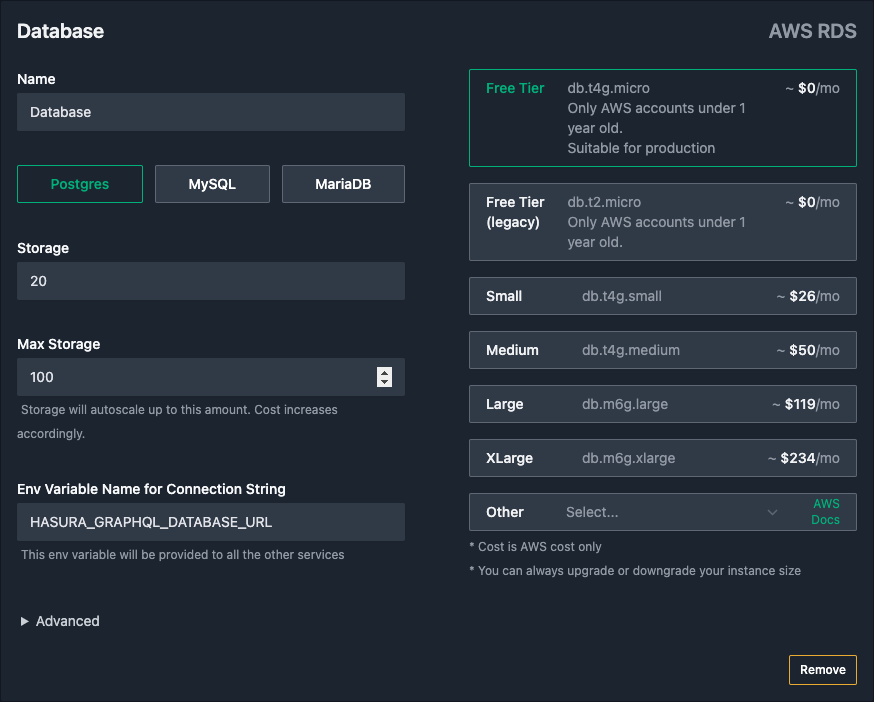 Database
AWS RDS
Name
Database
Postgres
MySQL
MariaDB
Storage
20
Max Storage
100
Storage will autoscale up to this amount. Cost increases
accordingly.
Env Variable Name for Connection String
HASURA_GRAPHQL_DATABASE_URL
This env variable will be provided to all the other services
Advanced
Free Tier db.t4g.micro ~ $0/mo
Only AWS accounts under 1
year old.
Suitable for production
Free Tier db.t2.micro ~ $0/mo
(legacy) Only AWS accounts under 1
year old.
Small db.t4g.small ~ $26/mo
Medium db.t4g.medium ~ $50/mo
Large db.m6g.large ~ $119/mo
XLarge db.m6g.xlarge ~ $234/mo
Other Select... AWS
Docs
* Cost is AWS cost only
* You can always upgrade or downgrade your instance size
Remove